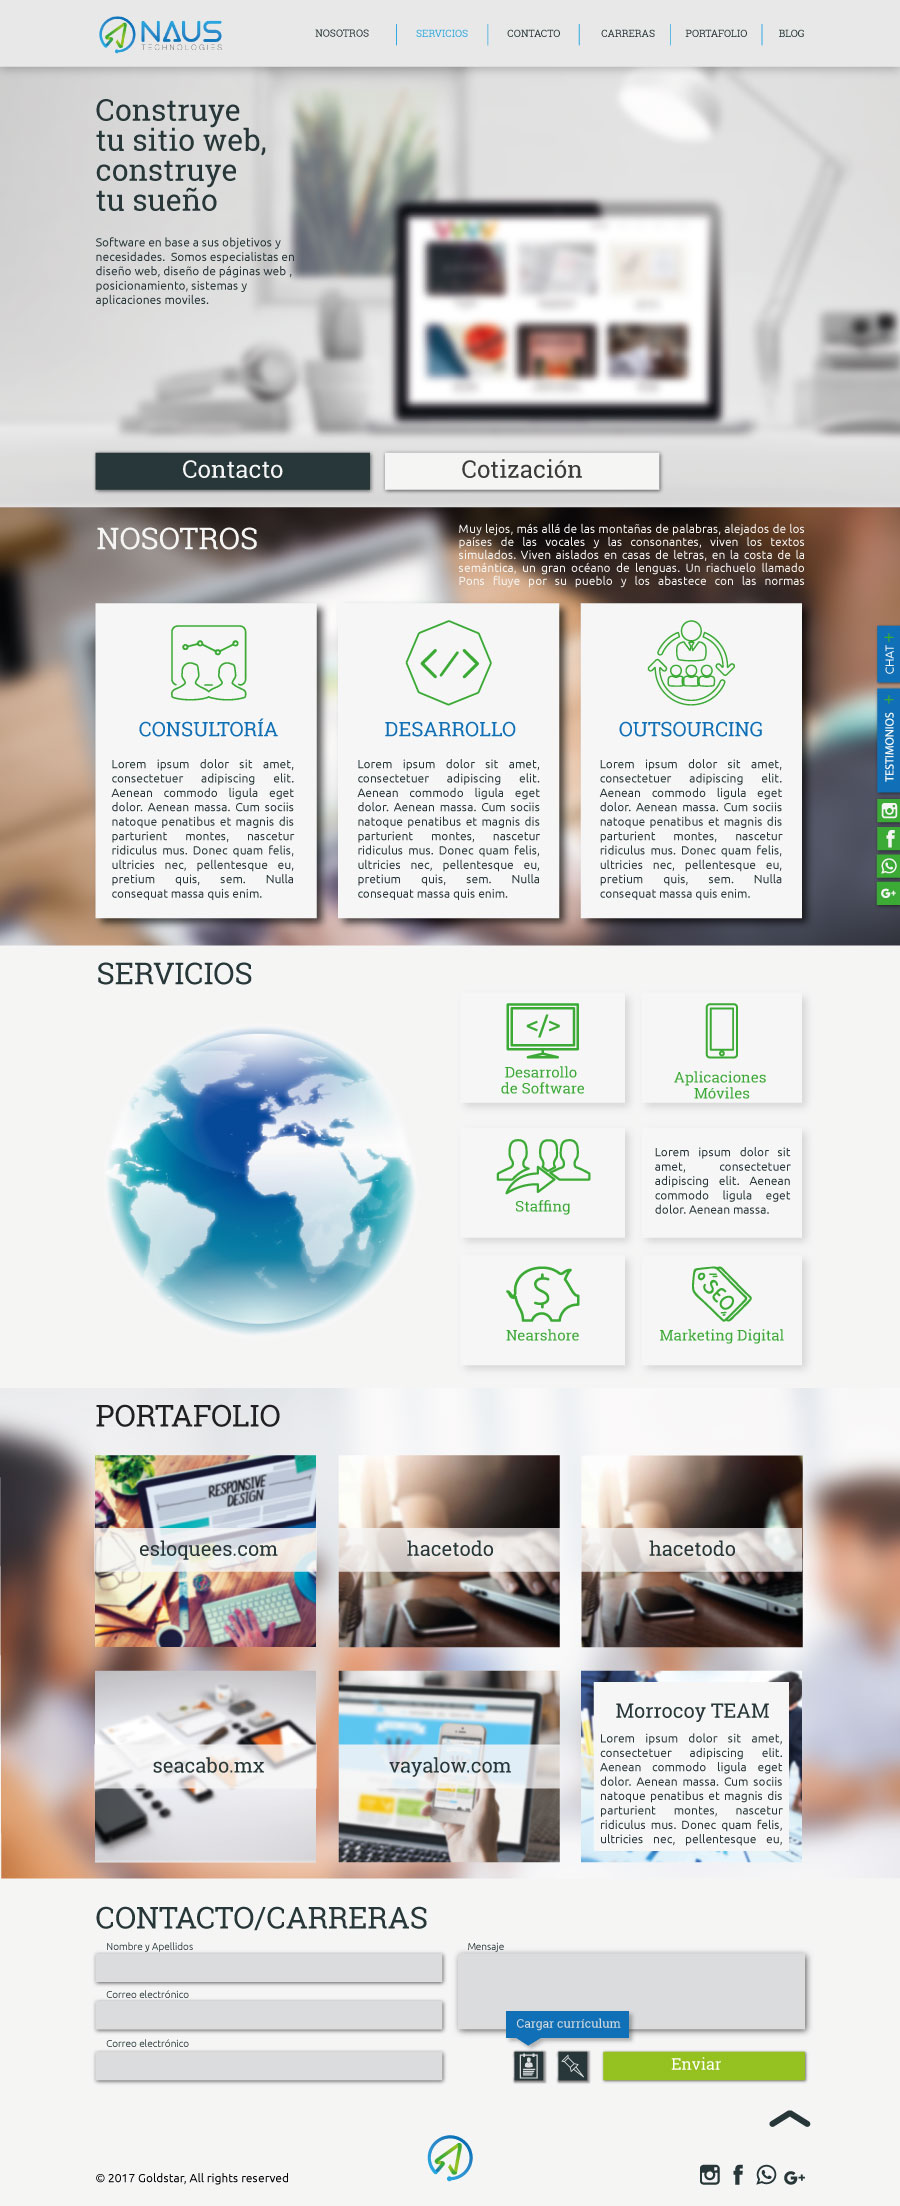 NAUS
TECHNOLOGIES
NOSOTROS
SERVICIOS
CONTACTO
CARRERAS
PORTAFOLIO
BLOG
Construye
tu sitio web,
construye
tu sueño
Software en base a sus objetivos y
necesidades. Somos especialistas en
diseño web, diseño de páginas web ,
posicionamiento, sistemas y
aplicaciones moviles.
Contacto
Cotización
NOSOTROS
Muy lejos, más allá de las montañas de palabras, alejados de los
países de las vocales y las consonantes, viven los textos
simulados. Viven aislados en casas de letras, en la costa de la
semántica, un gran océano de lenguas. Un riachuelo llamado
Pons fluye por su pueblo y los abastece con las normas
CONSULTORÍA
Lorem ipsum dolor sit amet,
consectetuer adipiscing elit.
Aenean commodo ligula eget
dolor. Aenean massa. Cum sociis
natoque penatibus et magnis dis
parturient montes, nascetur
ridiculus mus. Donec quam felis,
ultricies nec, pellentesque eu,
pretium quis, sem. Nulla
consequat massa quis enim.
DESARROLLO
Lorem ipsum dolor sit amet,
consectetuer adipiscing elit.
Aenean commodo ligula eget
dolor. Aenean massa. Cum sociis
natoque penatibus et magnis dis
parturient montes, nascetur
ridiculus mus. Donec quam felis,
ultricies nec, pellentesque eu,
pretium quis, sem. Nulla
consequat massa quis enim.
OUTSOURCING
Lorem ipsum dolor sit amet,
consectetuer adipiscing elit.
Aenean commodo ligula eget
dolor. Aenean massa. Cum sociis
natoque penatibus et magnis dis
parturient montes, nascetur
ridiculus mus. Donec quam felis,
ultricies nec, pellentesque eu,
pretium quis, sem. Nulla
consequat massa quis enim.
CHAT +
TESTIMONIOS +
G+
SERVICIOS
</>
Desarrollo
de Software
Aplicaciones
Móviles
Staffing
Lorem ipsum dolor sit
amet, consectetuer
adipiscing elit. Aenean
commodo ligula eget
dolor. Aenean massa.
$
Nearshore
SEO
Marketing Digital
PORTAFOLIO
RESPONSIVE
DESIGN
esloquees.com
hacetodo
hacetodo
seacabo.mx
vayalow.com
Morrocoy TEAM
Lorem ipsum dolor sit amet,
consectetuer adipiscing elit.
Aenean commodo ligula eget
dolor. Aenean massa. Cum sociis
natoque penatibus et magnis dis
parturient montes, nascetur
ridiculus mus. Donec quam felis,
ultricies nec, pellentesque eu,
CONTACTO/CARRERAS
Nombre y Apellidos
Mensaje
Correo electrónico
Correo electrónico
Cargar currículum
Enviar
© 2017 Goldstar, All rights reserved
G+